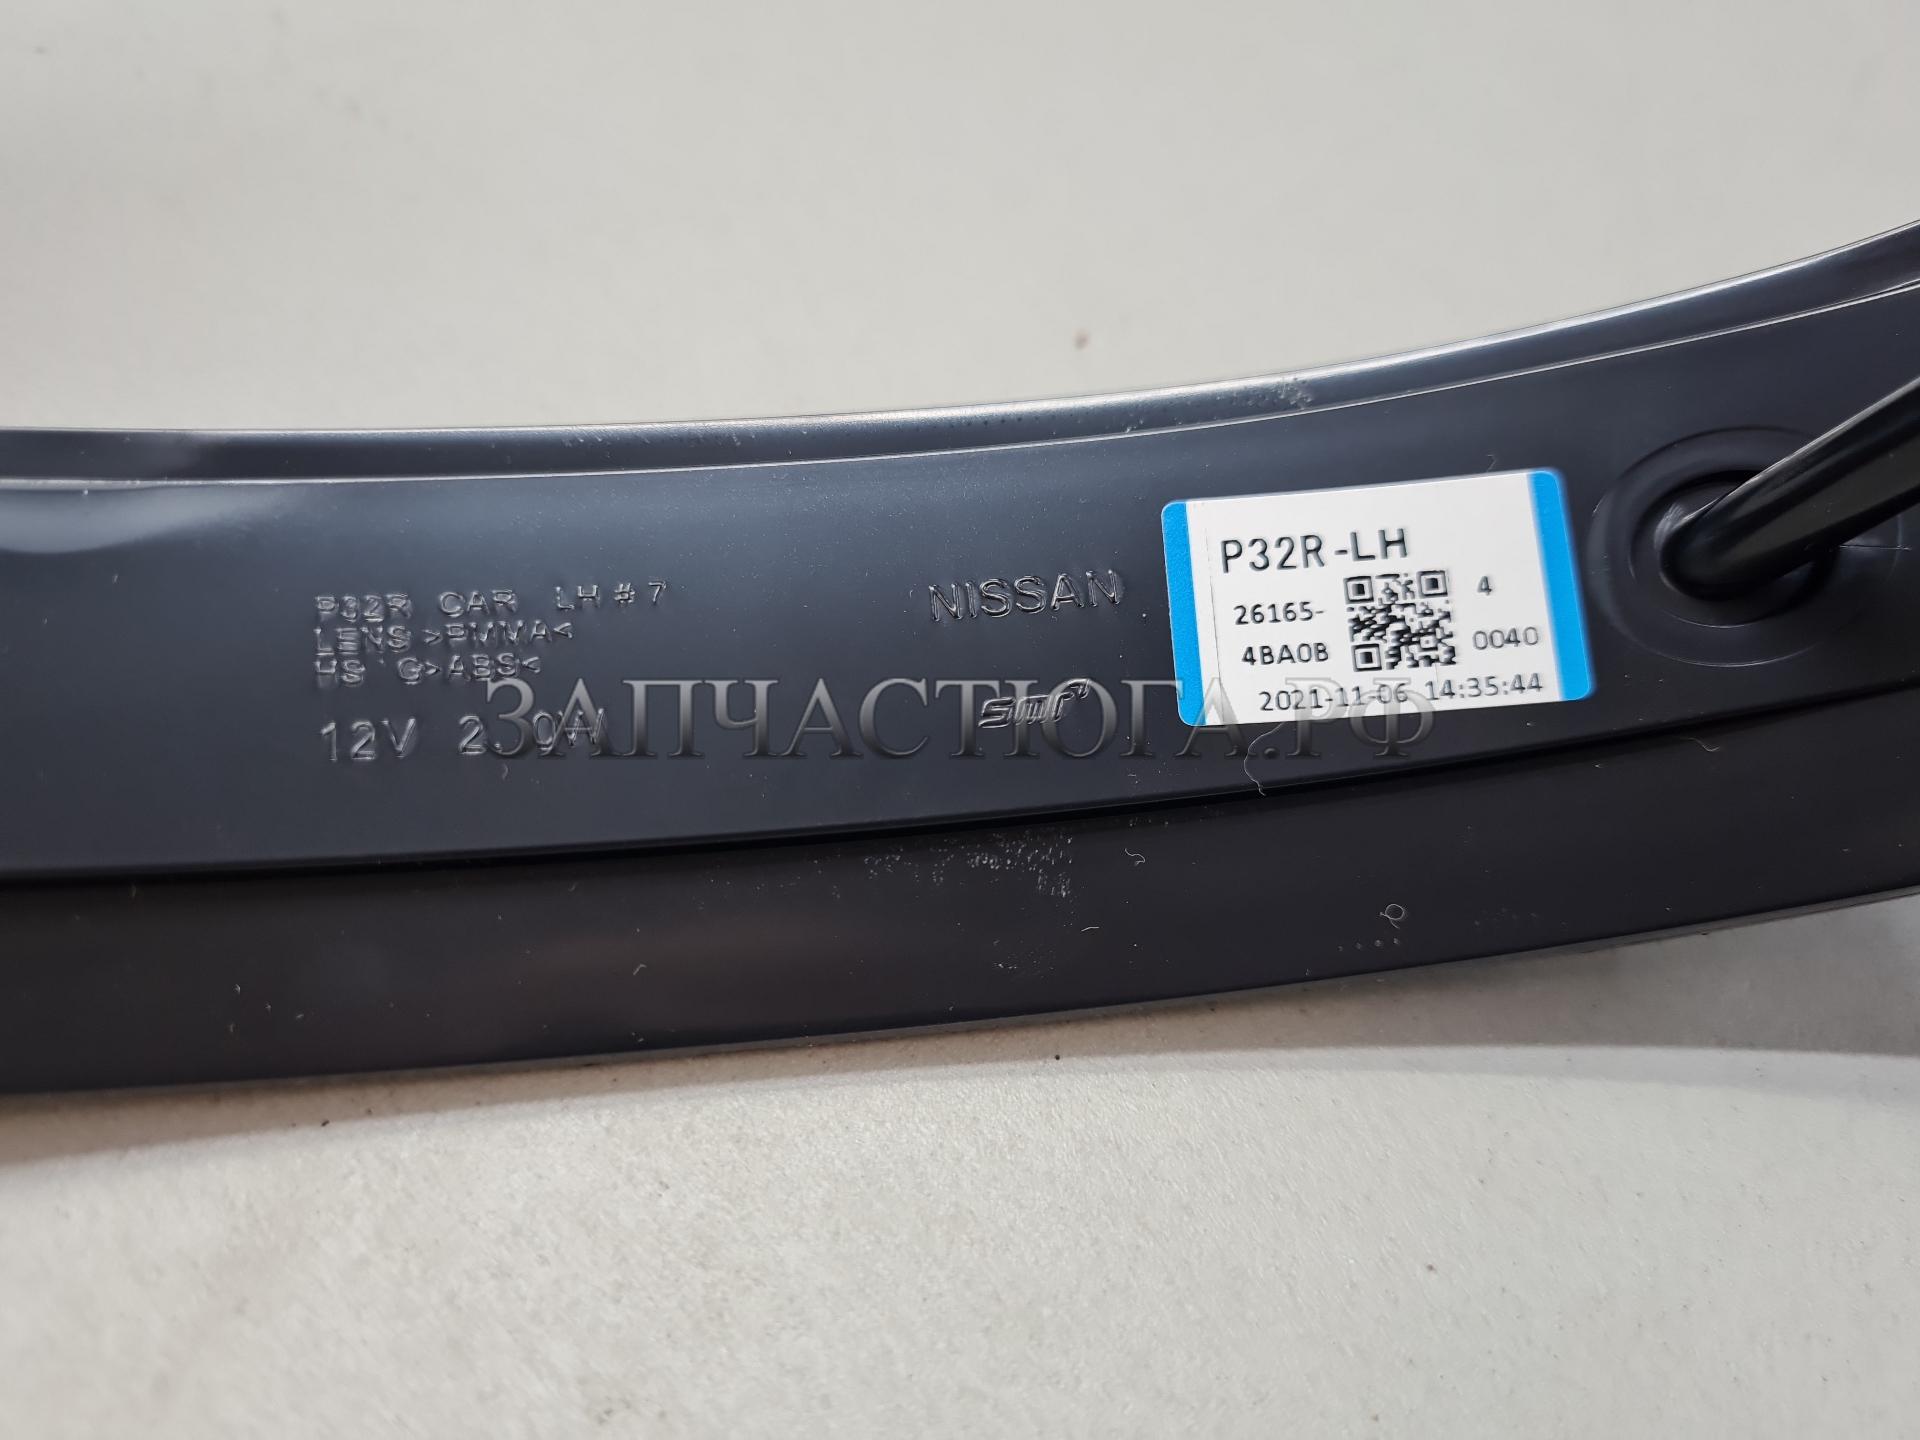 P32R CAR LH #7
LENS >PMMA<
HS'G >ABS<
12V 2.0W
NISSAN
P32R-LH
26165-
4BA0B
4
0040
2021-11-06 14:35:44
ЗАПЧАСТЮГА.РФ